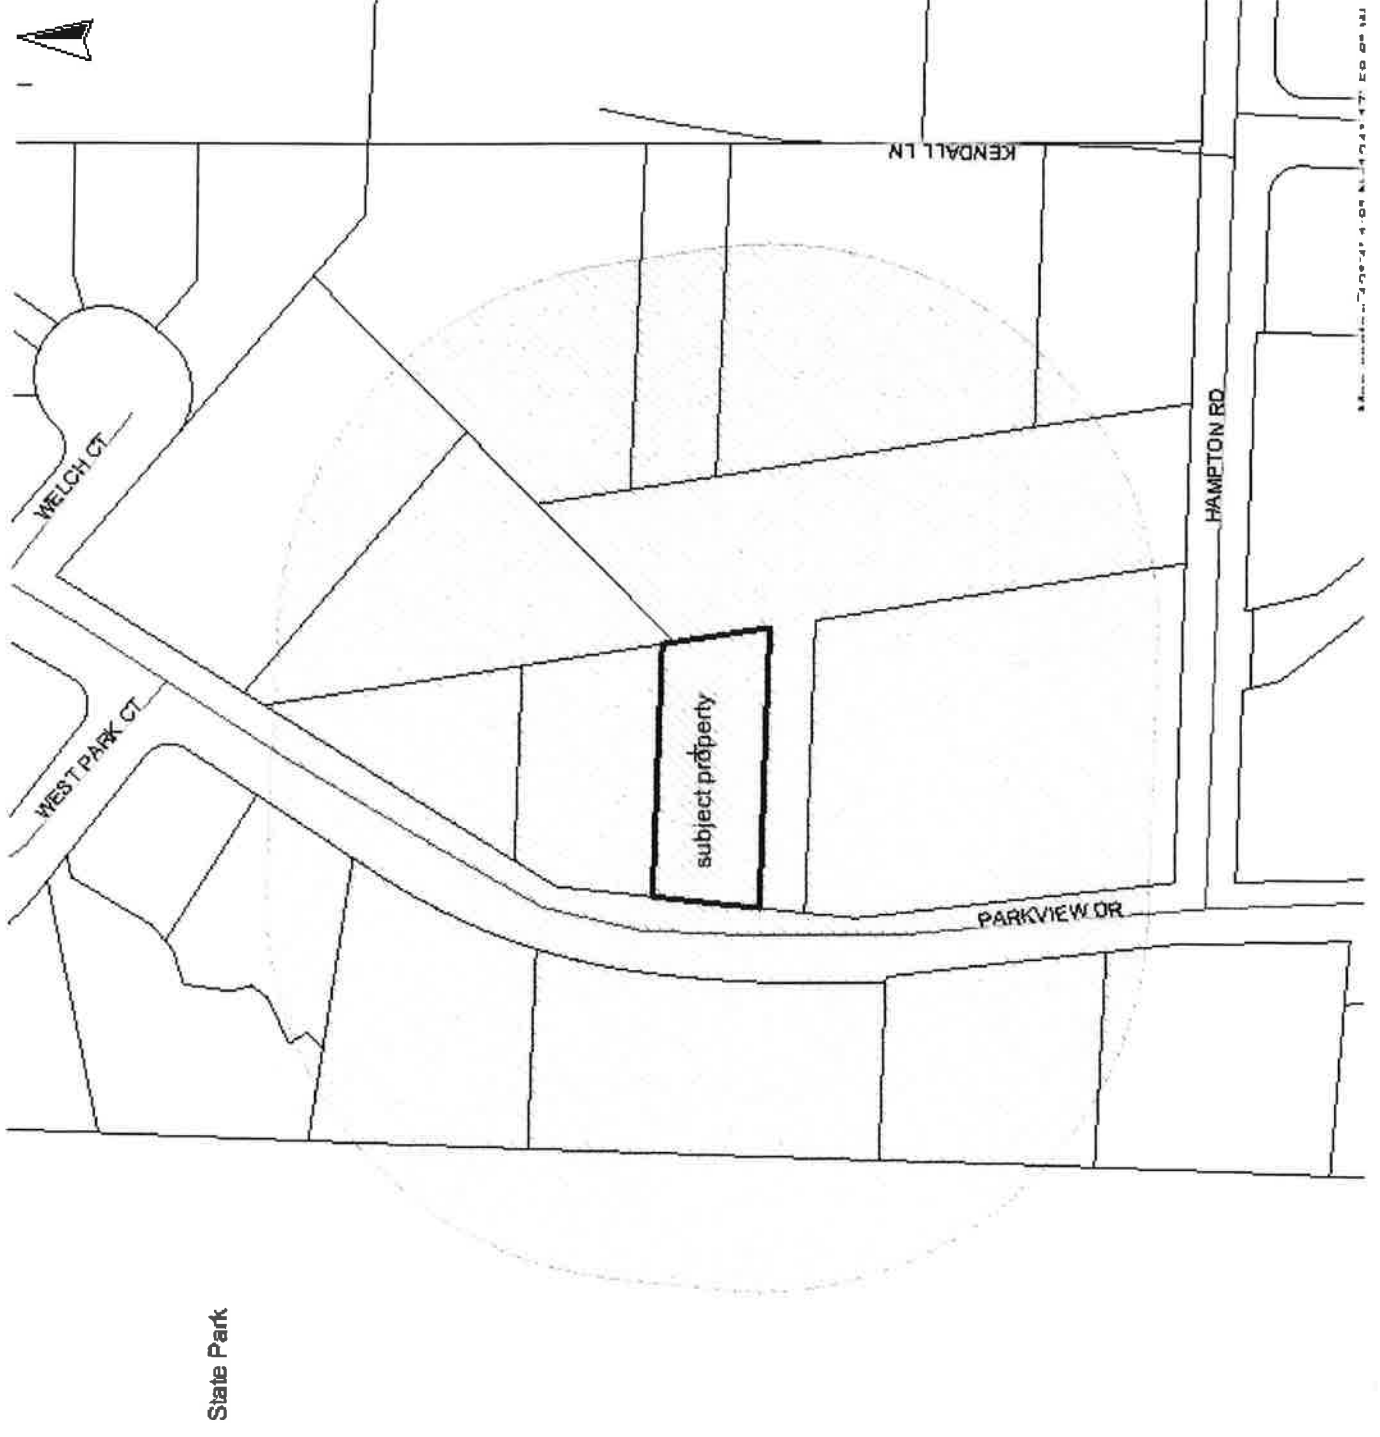 WELCH CT
WEST PARK CT
KENDALL LN
HAMPTON RD
subject property
PARKVIEW DR
State Park